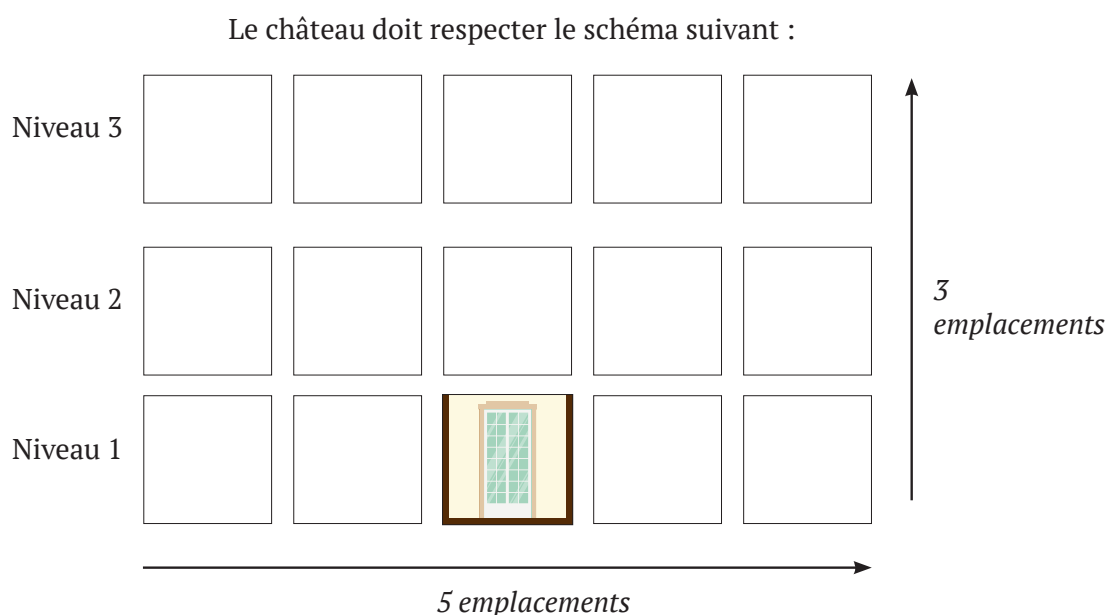 Le château doit respecter le schéma suivant :
Niveau 3
Niveau 2
3
emplacements
Niveau 1
5 emplacements